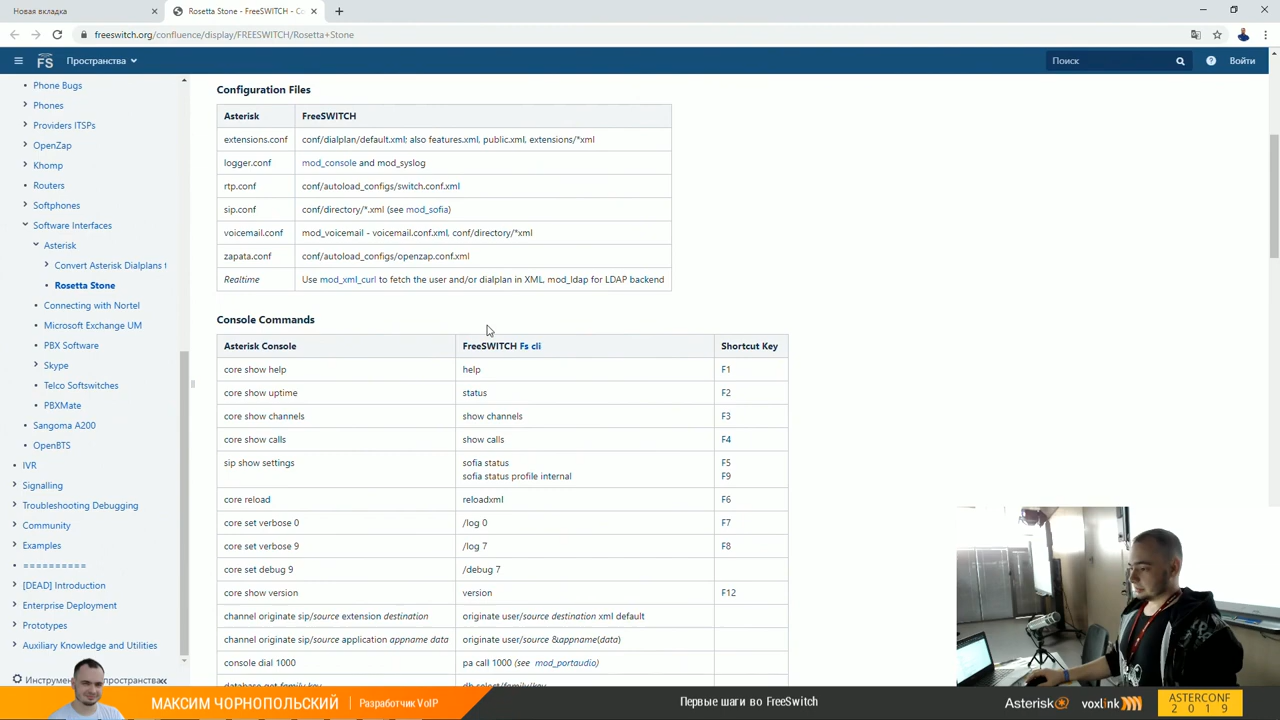 Новая вкладка
Rosetta Stone - FreeSWITCH - Co
freeswitch.org/confluence/display/FREESWITCH/Rosetta+Stone
FS Пространства
Поиск
Войти
Phone Bugs
Phones
Providers ITSPs
OpenZap
Khomp
Routers
Softphones
Software Interfaces
Asterisk
Convert Asterisk Dialplans t
Rosetta Stone
Connecting with Nortel
Microsoft Exchange UM
PBX Software
Skype
Telco Softswitches
PBXMate
Sangoma A200
OpenBTS
IVR
Signalling
Troubleshooting Debugging
Community
Examples
==========
[DEAD] Introduction
Enterprise Deployment
Prototypes
Auxiliary Knowledge and Utilities
Configuration Files
Asterisk FreeSWITCH
extensions.conf conf/dialplan/default.xml; also features.xml, public.xml, extensions/*xml
logger.conf mod_console and mod_syslog
rtp.conf conf/autoload_configs/switch.conf.xml
sip.conf conf/directory/*.xml (see mod_sofia)
voicemail.conf mod_voicemail - voicemail.conf.xml, conf/directory/*xml
zapata.conf conf/autoload_configs/openzap.conf.xml
Realtime Use mod_xml_curl to fetch the user and/or dialplan in XML, mod_ldap for LDAP backend
Console Commands
Asterisk Console FreeSWITCH Fs cli Shortcut Key
core show help help F1
core show uptime status F2
core show channels show channels F3
core show calls show calls F4
sip show settings sofia status F5
sofia status profile internal F9
core reload reloadxml F6
core set verbose 0 /log 0 F7
core set verbose 9 /log 7 F8
core set debug 9 /debug 7
core show version version F12
channel originate sip/source extension destination originate user/source destination xml default
channel originate sip/source application appname data originate user/source &appname(data)
console dial 1000 pa call 1000 (see mod_portaudio)
database get family key db select/family/key
МАКСИМ ЧОРНОПОЛЬСКИЙ
Разработчик VoIP
Первые шаги во FreeSwitch
Asterisk
voxlink
ASTERCONF
2019